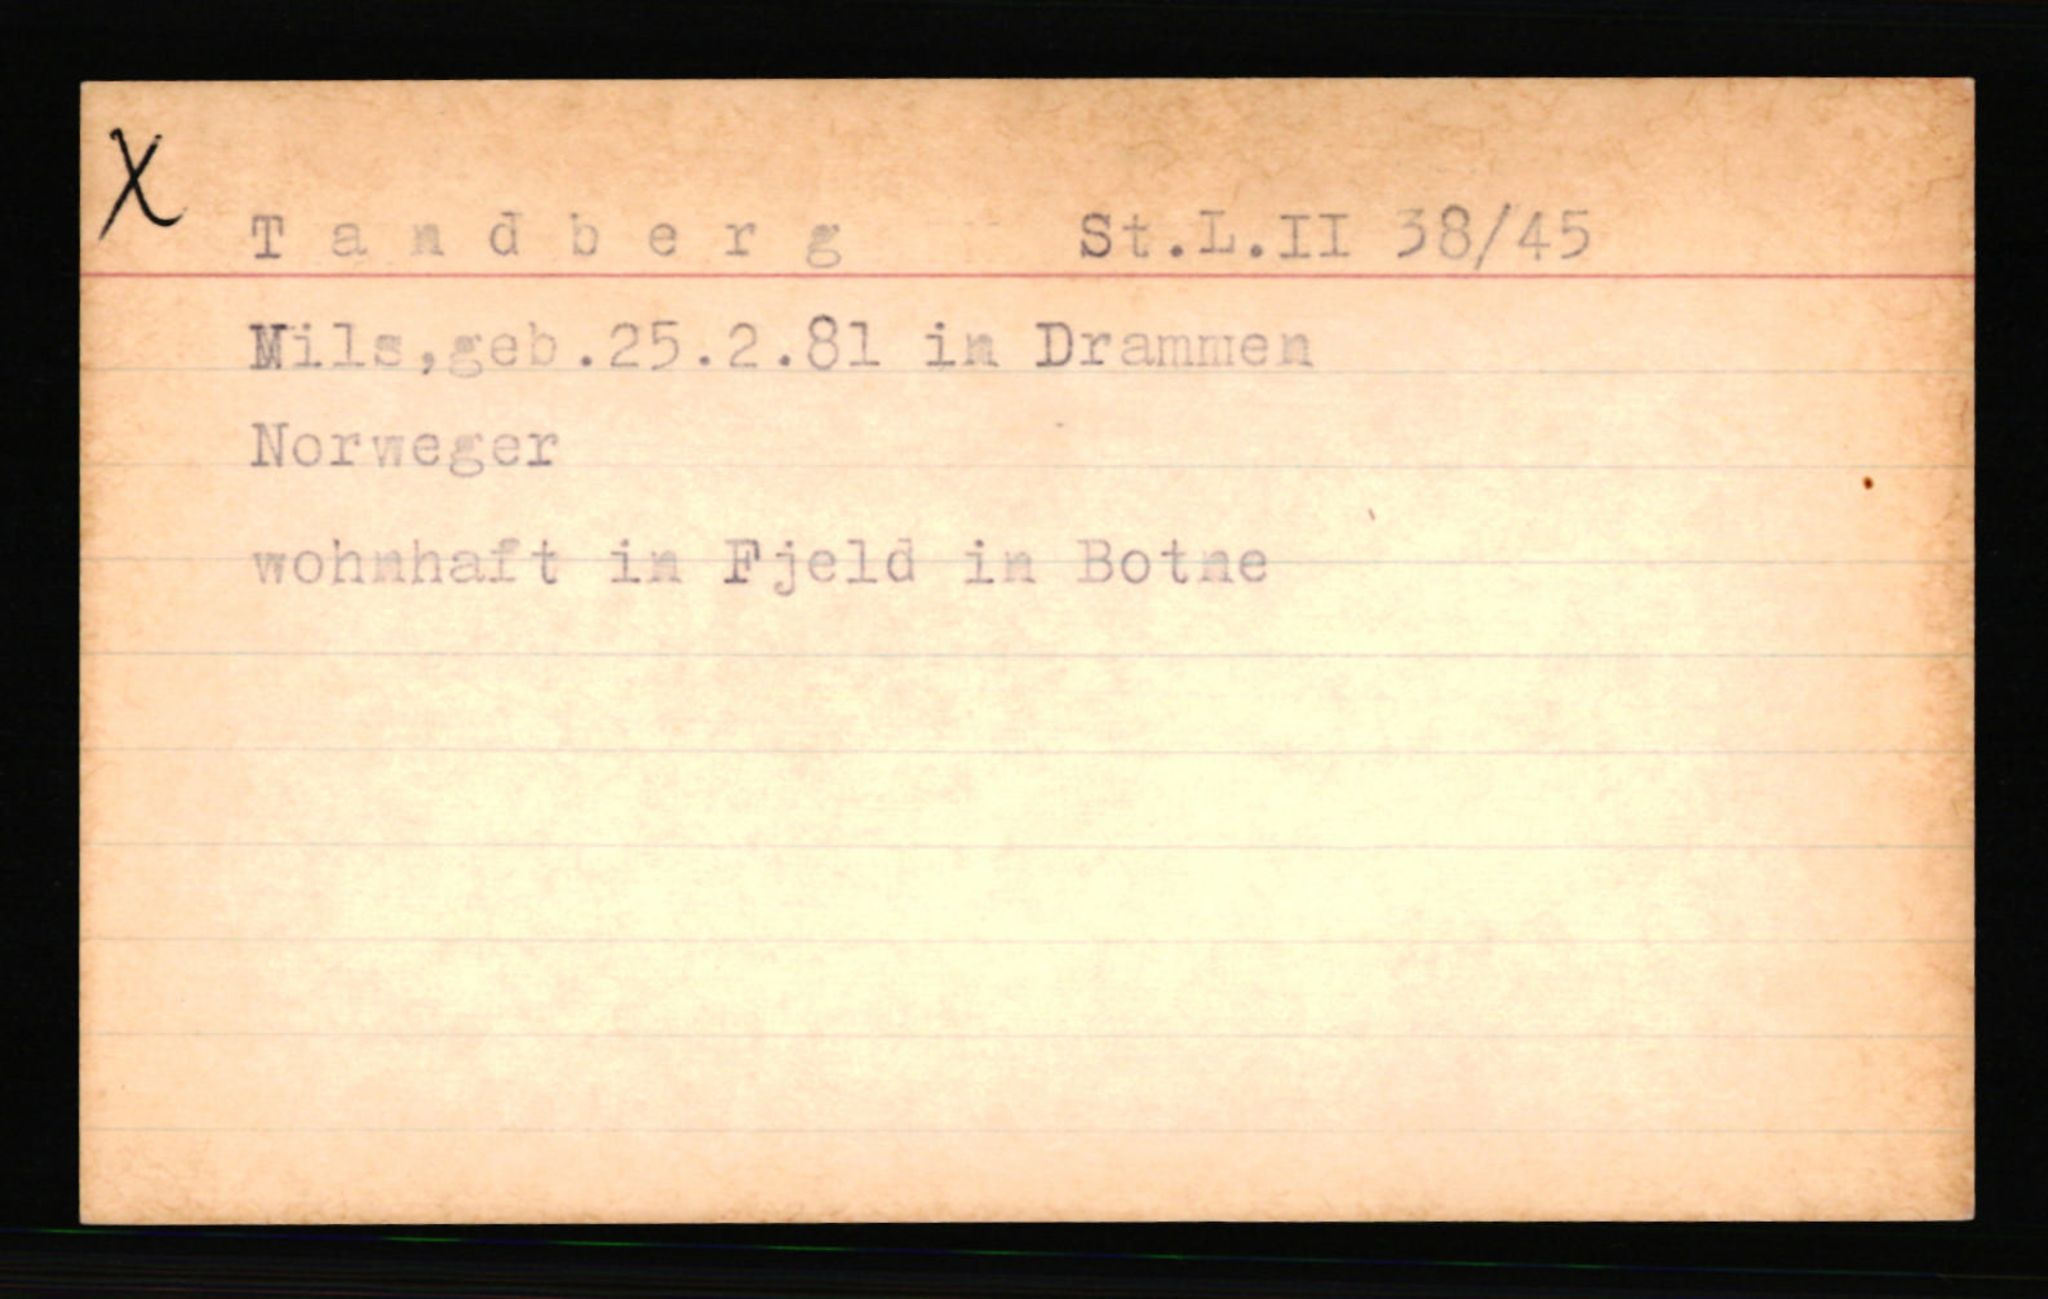 X
T a n d b e r g St.L.II 38/45
Nils,geb.25.2.81 in Drammen
Norweger
wohnhaft in Fjeld in Botne